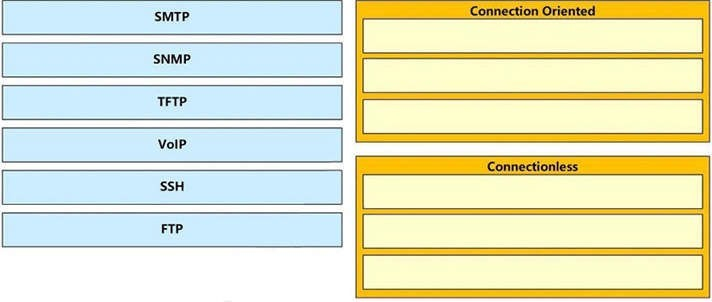 SMTP
SNMP
TFTP
VoIP
SSH
FTP
Connection Oriented
Connectionless